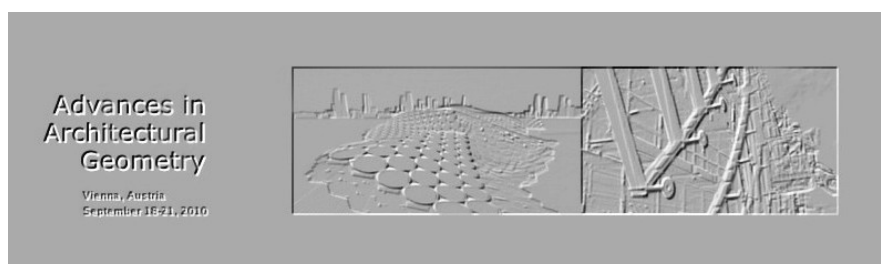 Advances in
Architectural
Geometry
Vienna, Austria
September 18-21, 2010